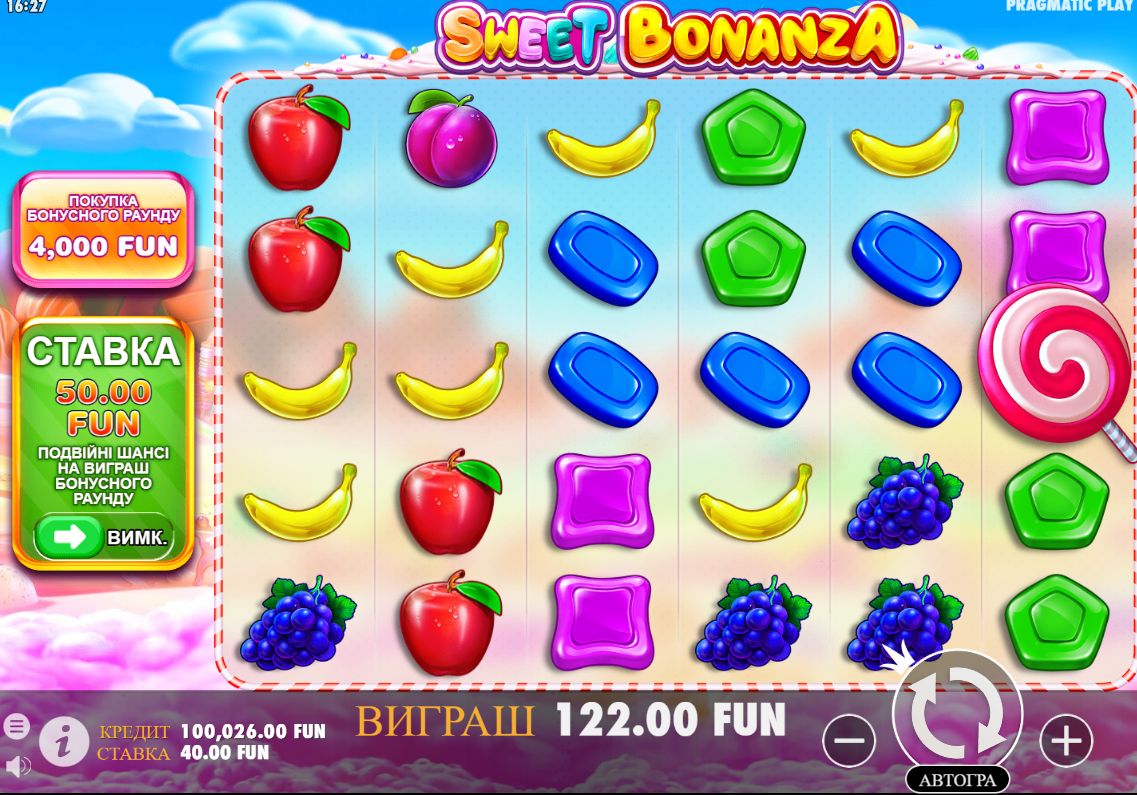 16:27
PRAGMATIC PLAY
SWEET BONANZA
ПОКУПКА
БОНУСНОГО РАУНДУ
4,000 FUN
СТАВКА
50.00
FUN
ПОДВІЙНІ ШАНСІ
НА ВИГРАШ
БОНУСНОГО
РАУНДУ
ВИМК.
КРЕДИТ 100,026.00 FUN
СТАВКА 40.00 FUN
ВИГРАШ 122.00 FUN
АВТОГРА